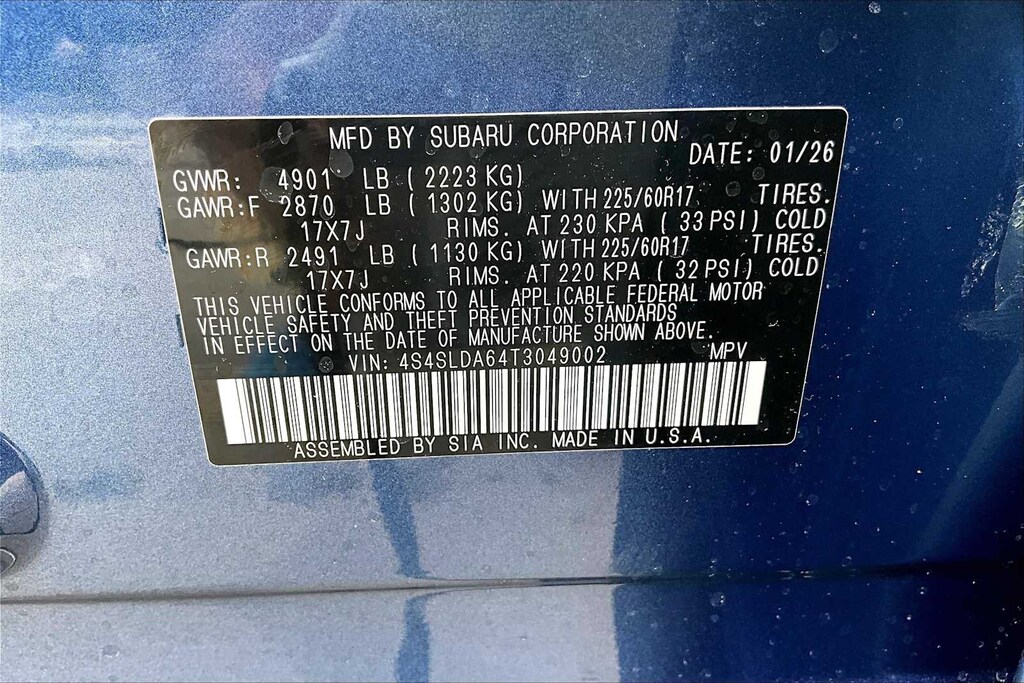 MFD BY SUBARU CORPORATION
DATE: 01/26
GVWR: 4901 LB ( 2223 KG)
GAWR:F 2870 LB ( 1302 KG) WITH 225/60R17 TIRES.
17X7J RIMS. AT 230 KPA ( 33 PSI) COLD
GAWR:R 2491 LB ( 1130 KG) WITH 225/60R17 TIRES.
17X7J RIMS. AT 220 KPA ( 32 PSI) COLD
THIS VEHICLE CONFORMS TO ALL APPLICABLE FEDERAL MOTOR
VEHICLE SAFETY AND THEFT PREVENTION STANDARDS
IN EFFECT ON THE DATE OF MANUFACTURE SHOWN ABOVE.
VIN: 4S4SLDA64T3049002 MPV
ASSEMBLED BY SIA INC. MADE IN U.S.A.